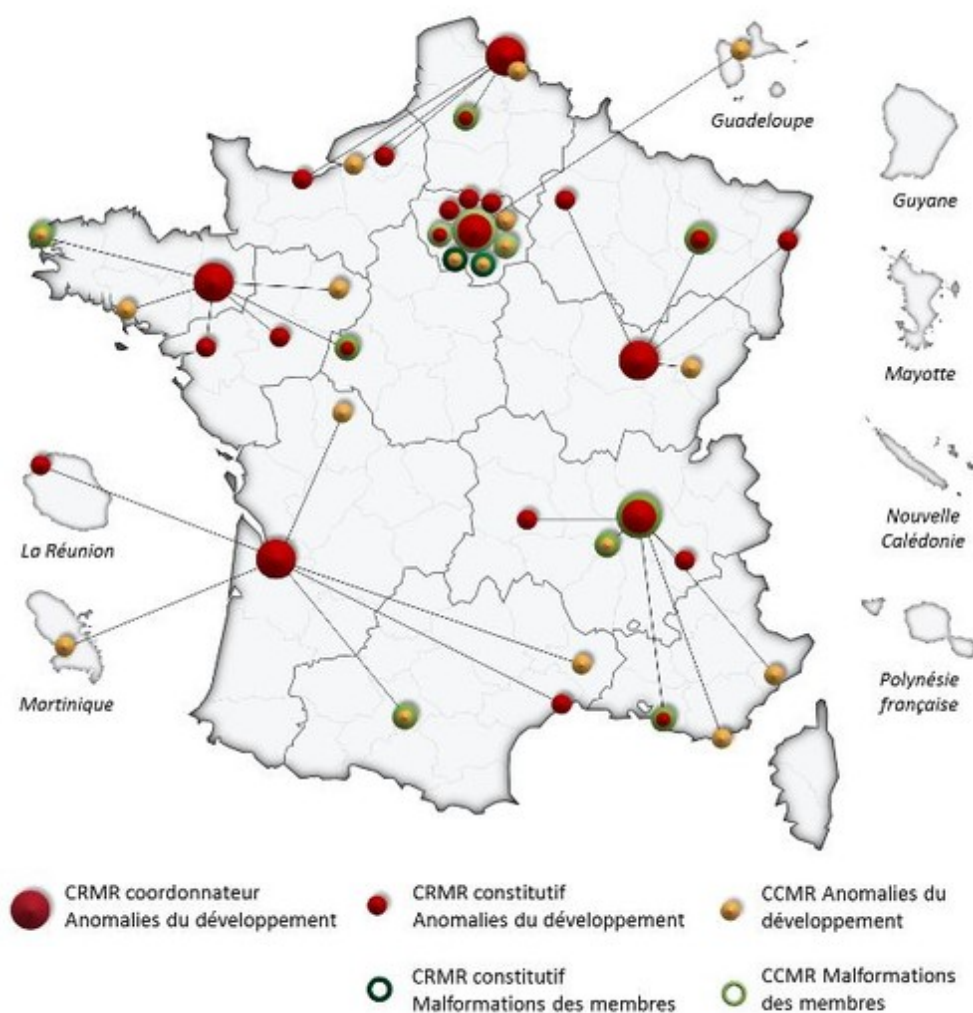 Guadeloupe
Guyane
Mayotte
La Réunion
Nouvelle
Calédonie
Martinique
Polynésie
française
CRMR coordonnateur
Anomalies du développement
CRMR constitutif
Anomalies du développement
CCMR Anomalies du
développement
CRMR constitutif
Malformations des membres
CCMR Malformations
des membres